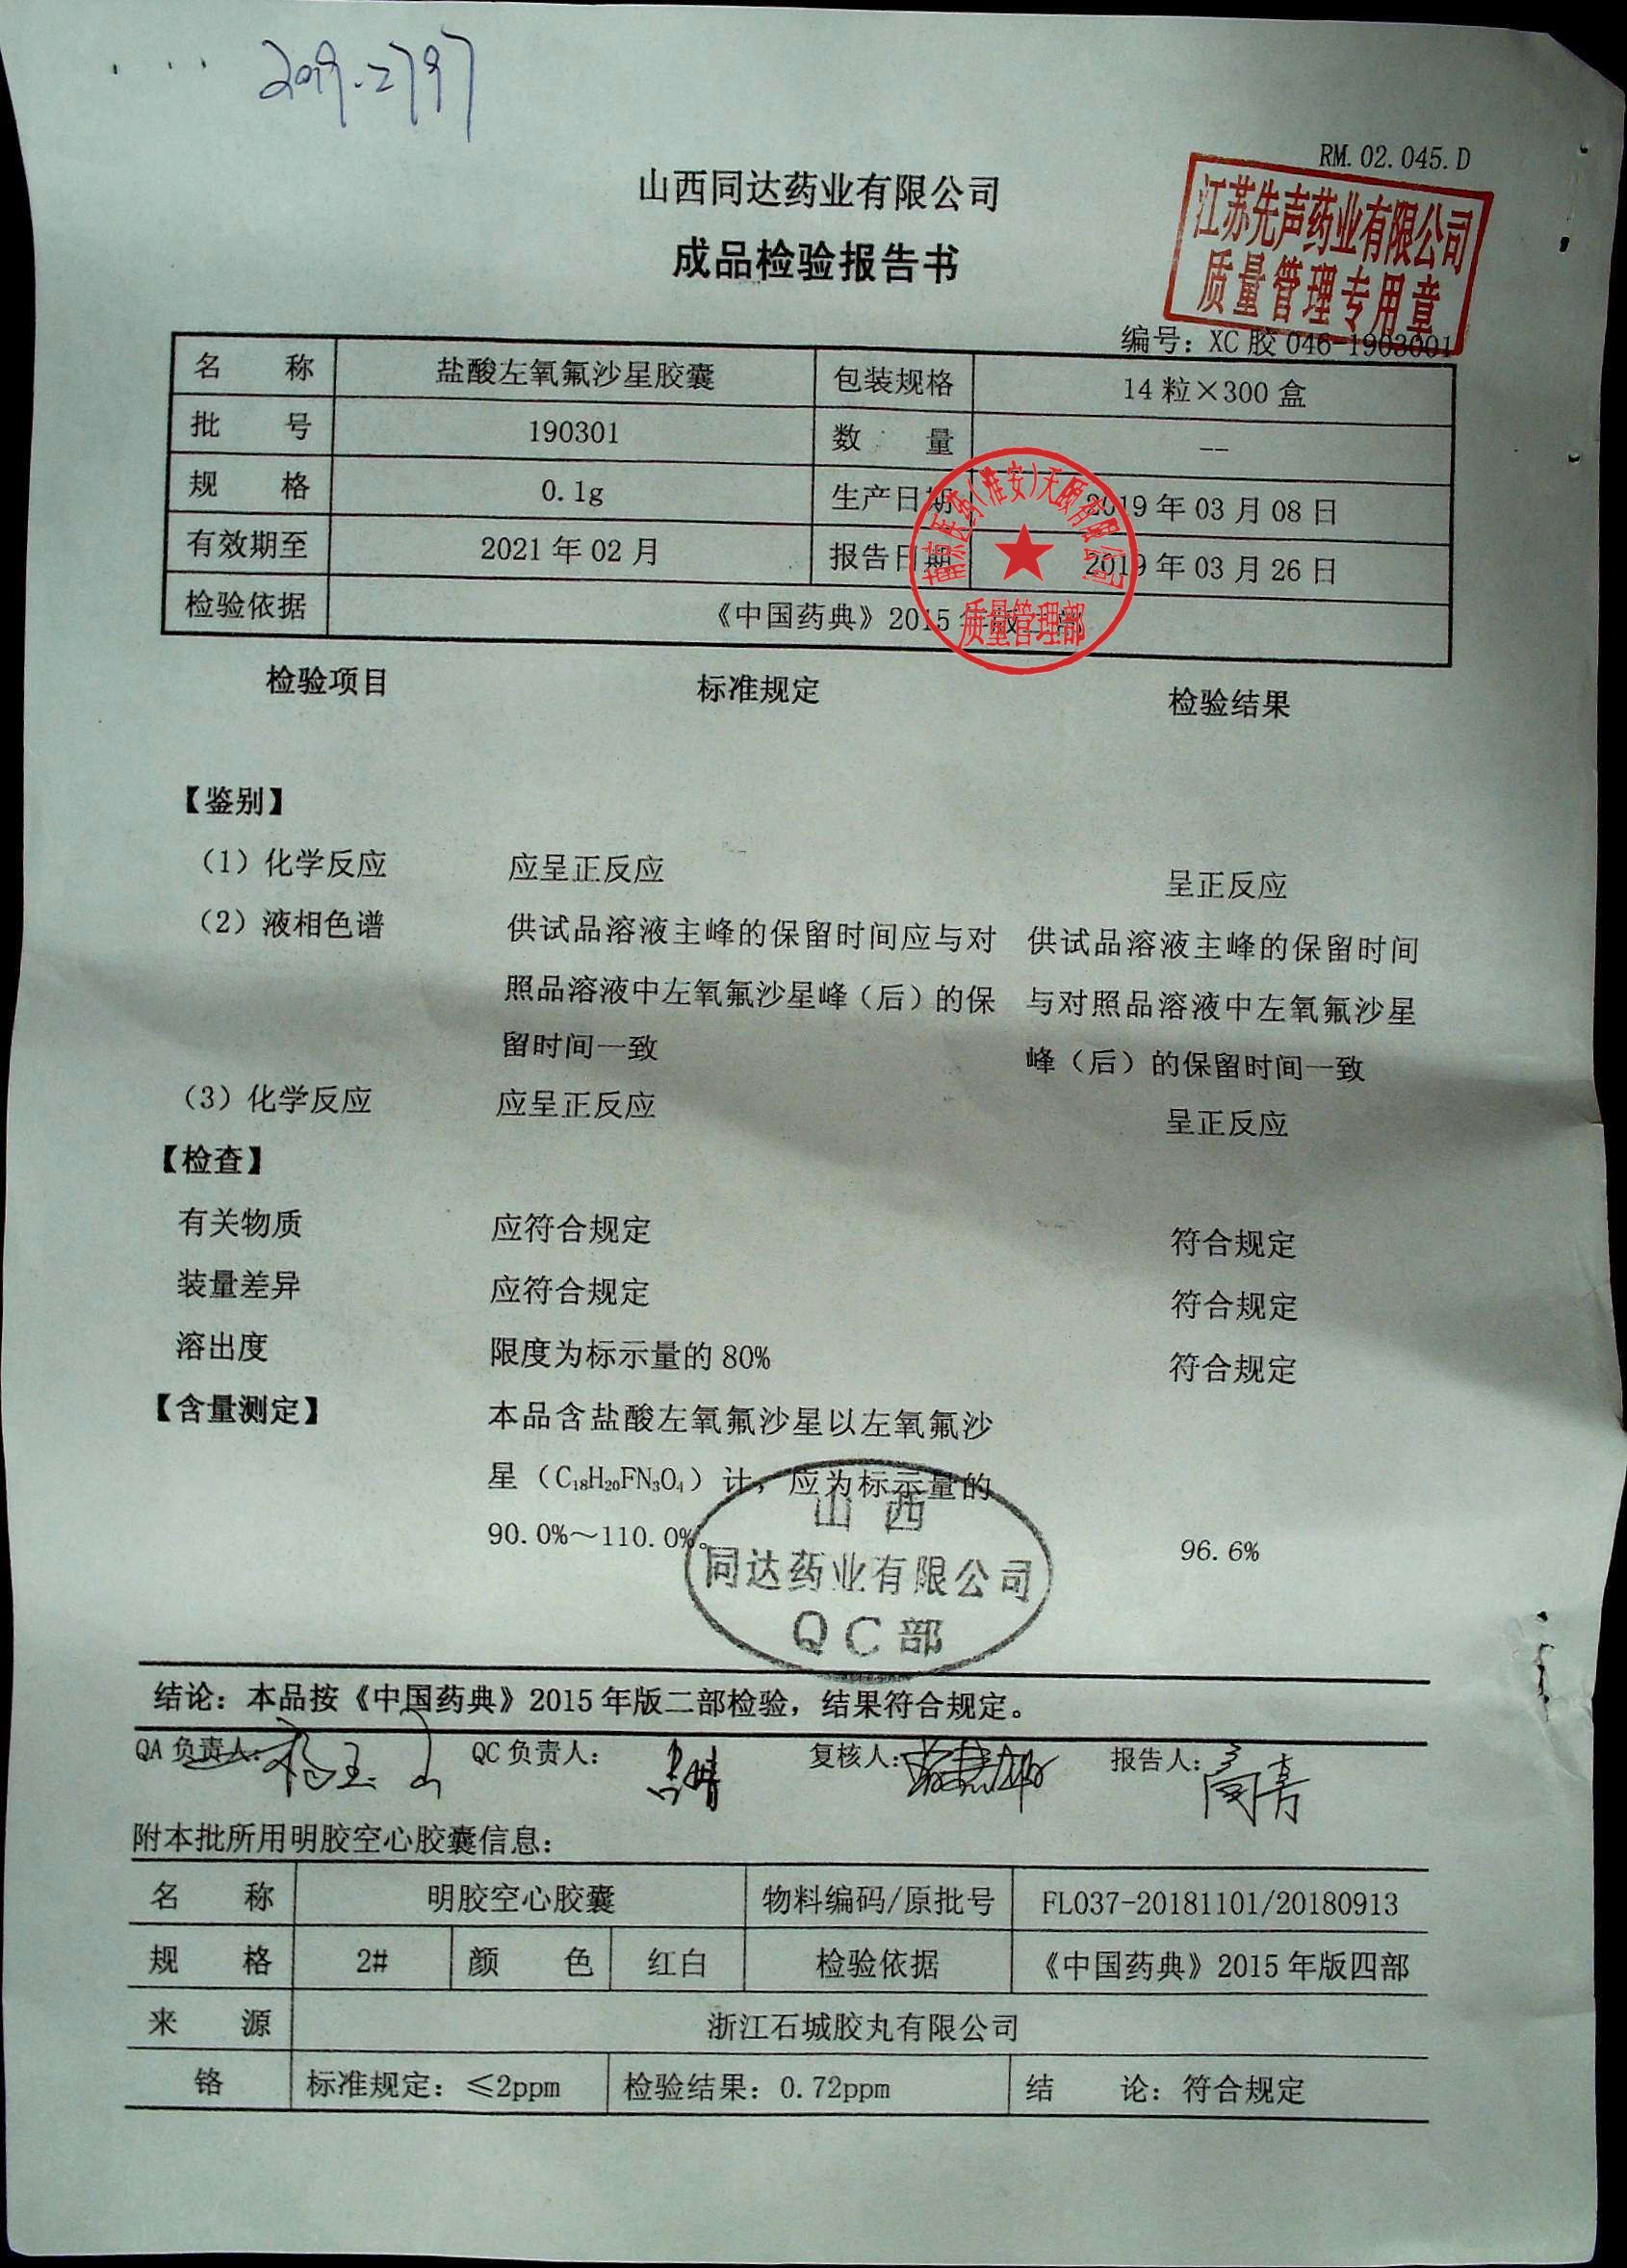 2019-2797
RM.02.045.D
山西同达药业有限公司
成品检验报告书
江苏先声药业有限公司
质量管理专用章
编号：XC胶046-1903001
名 称 盐酸左氧氟沙星胶囊 包装规格 14粒×300盒
批 号 190301 数 量 --
规 格 0.1g 生产日期 2019年03月08日
有效期至 2021年02月 报告日期 2019年03月26日
检验依据 《中国药典》2015年版二部
南京医药(淮安)天颐有限公司
质量管理部
检验项目 标准规定 检验结果
【鉴别】
（1）化学反应 应呈正反应 呈正反应
（2）液相色谱 供试品溶液主峰的保留时间应与对 供试品溶液主峰的保留时间
照品溶液中左氧氟沙星峰（后）的保 与对照品溶液中左氧氟沙星
留时间一致 峰（后）的保留时间一致
（3）化学反应 应呈正反应 呈正反应
【检查】
有关物质 应符合规定 符合规定
装量差异 应符合规定 符合规定
溶出度 限度为标示量的80% 符合规定
【含量测定】 本品含盐酸左氧氟沙星以左氧氟沙
星（C₁₈H₂₀FN₃O₄）计，应为标示量的
90.0%～110.0%。 96.6%
山西
同达药业有限公司
QC部
结论：本品按《中国药典》2015年版二部检验，结果符合规定。
QA负责人： QC负责人： 复核人： 报告人：
附本批所用明胶空心胶囊信息：
名 称 明胶空心胶囊 物料编码/原批号 FL037-20181101/20180913
规 格 2# 颜 色 红白 检验依据 《中国药典》2015年版四部
来 源 浙江石城胶丸有限公司
铬 标准规定：≤2ppm 检验结果：0.72ppm 结 论：符合规定